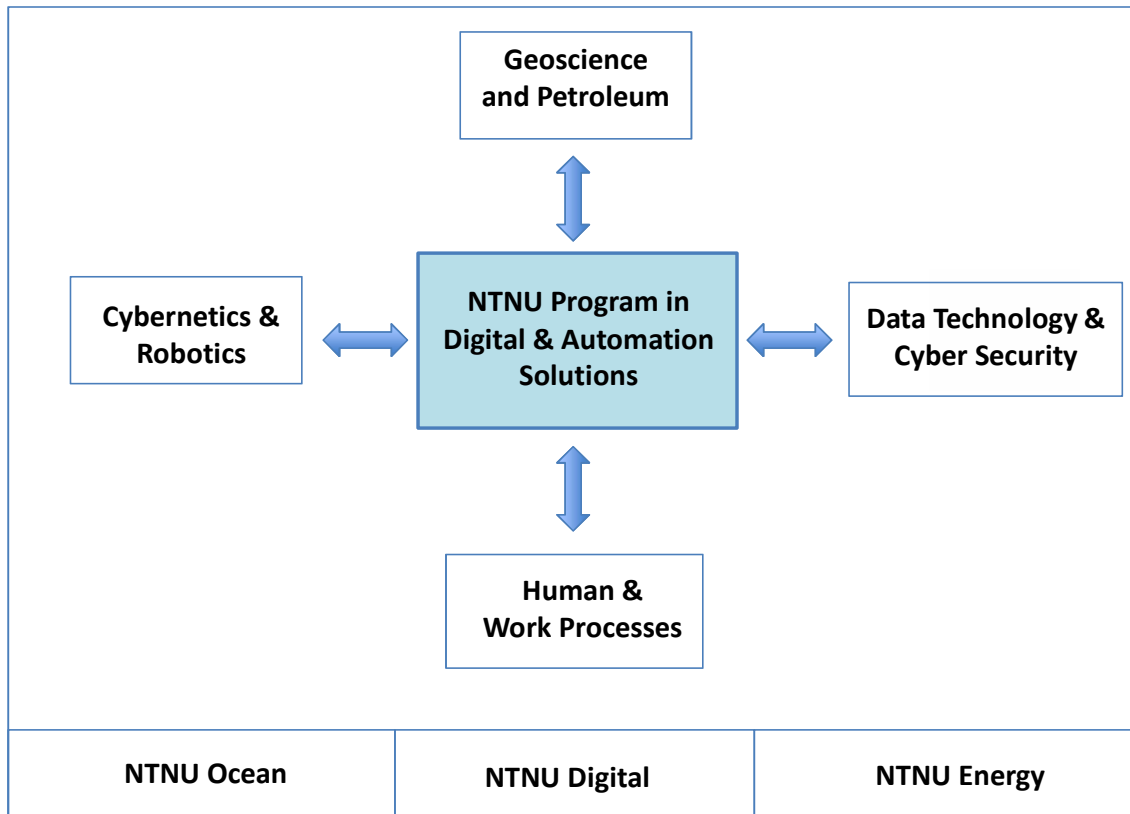 Geoscience
and Petroleum
Cybernetics &
Robotics
NTNU Program in
Digital & Automation
Solutions
Data Technology &
Cyber Security
Human &
Work Processes
NTNU Ocean
NTNU Digital
NTNU Energy